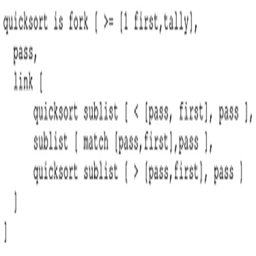 quicksort is fork [ >= [1 first,tally],
pass,
link [
quicksort sublist [ < [pass, first], pass ],
sublist [ match [pass,first],pass ],
quicksort sublist [ > [pass,first], pass ]
]
]